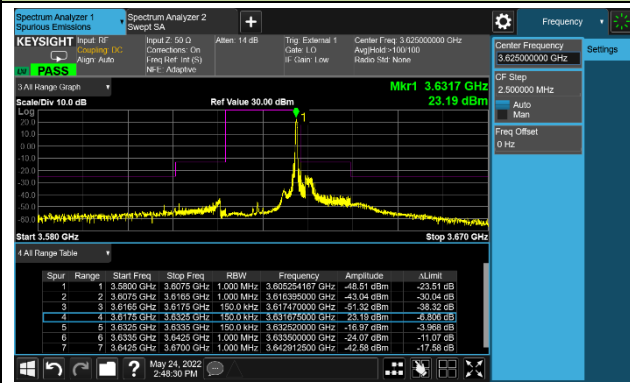 Spectrum Analyzer 1
Spurious Emissions
Spectrum Analyzer 2
Swept SA
+
Frequency
KEYSIGHT
Input: RF
Coupling: DC
Align: Auto
Input Z: 50 Ω
Corrections: On
Freq Ref: Int (S)
NFE: Adaptive
Atten: 14 dB
Trig: External 1
Gate: LO
IF Gain: Low
Center Freq: 3.625000000 GHz
Avg|Hold:>100/100
Radio Std: None
PASS
Center Frequency
3.625000000 GHz
Settings
CF Step
2.500000 MHz
Auto
Man
Freq Offset
0 Hz
3 All Range Graph
Mkr1 3.6317 GHz
Scale/Div 10.0 dB
Ref Value 30.00 dBm
23.19 dBm
Log
20.0
10.0
0.00
-10.0
-20.0
-30.0
-40.0
-50.0
-60.0
1
Start 3.580 GHz
Stop 3.670 GHz
4 All Range Table
Spur Range Start Freq Stop Freq RBW Frequency Amplitude ΔLimit
1 1 3.5800 GHz 3.6075 GHz 1.000 MHz 3.605254167 GHz -48.51 dBm -23.51 dB
2 2 3.6075 GHz 3.6165 GHz 1.000 MHz 3.616395000 GHz -43.04 dBm -30.04 dB
3 3 3.6165 GHz 3.6175 GHz 150.0 kHz 3.617470000 GHz -51.32 dBm -38.32 dB
4 4 3.6175 GHz 3.6325 GHz 150.0 kHz 3.631675000 GHz 23.19 dBm -6.806 dB
5 5 3.6325 GHz 3.6335 GHz 150.0 kHz 3.632520000 GHz -16.97 dBm -3.968 dB
6 6 3.6335 GHz 3.6425 GHz 1.000 MHz 3.633500000 GHz -24.07 dBm -11.07 dB
7 7 3.6425 GHz 3.6700 GHz 1.000 MHz 3.642912500 GHz -42.58 dBm -17.58 dB
?
May 24, 2022
2:48:30 PM